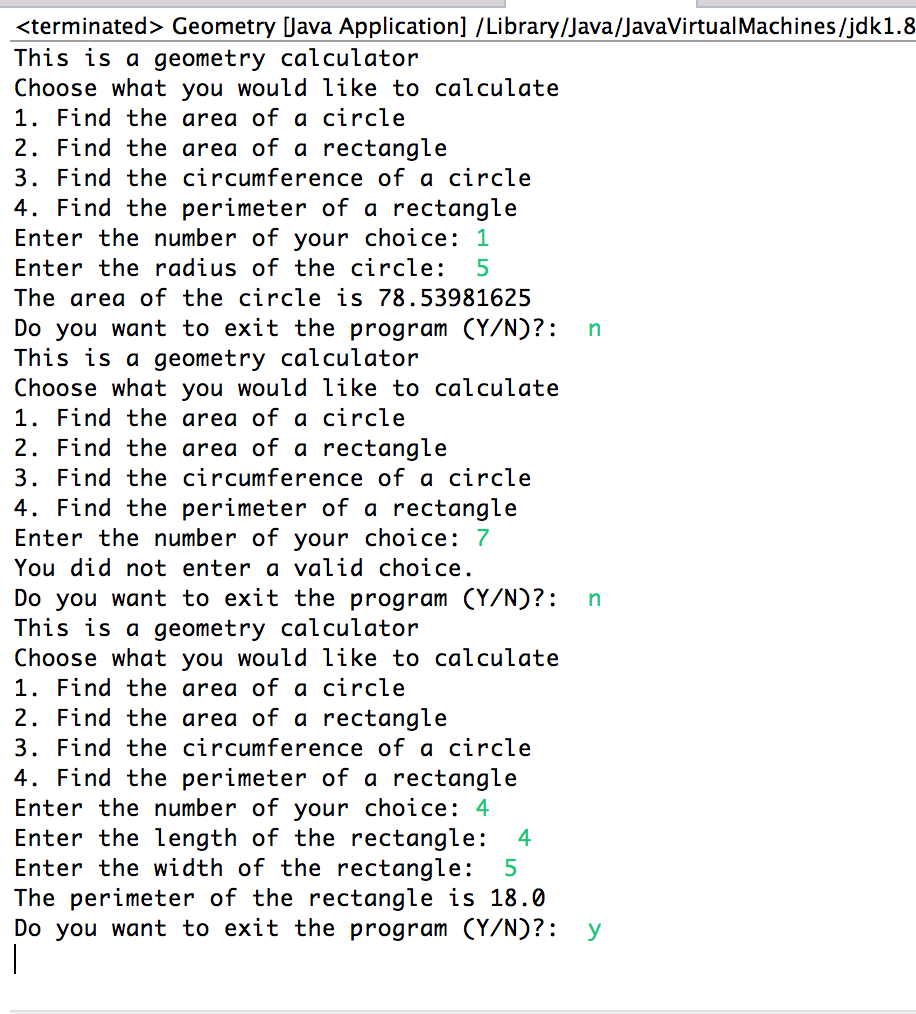 <terminated> Geometry [Java Application] /Library/Java/JavaVirtualMachines/jdk1.8
This is a geometry calculator
Choose what you would like to calculate
1. Find the area of a circle
2. Find the area of a rectangle
3. Find the circumference of a circle
4. Find the perimeter of a rectangle
Enter the number of your choice: 1
Enter the radius of the circle:  5
The area of the circle is 78.53981625
Do you want to exit the program (Y/N)?:  n
This is a geometry calculator
Choose what you would like to calculate
1. Find the area of a circle
2. Find the area of a rectangle
3. Find the circumference of a circle
4. Find the perimeter of a rectangle
Enter the number of your choice: 7
You did not enter a valid choice.
Do you want to exit the program (Y/N)?:  n
This is a geometry calculator
Choose what you would like to calculate
1. Find the area of a circle
2. Find the area of a rectangle
3. Find the circumference of a circle
4. Find the perimeter of a rectangle
Enter the number of your choice: 4
Enter the length of the rectangle:  4
Enter the width of the rectangle:  5
The perimeter of the rectangle is 18.0
Do you want to exit the program (Y/N)?:  y